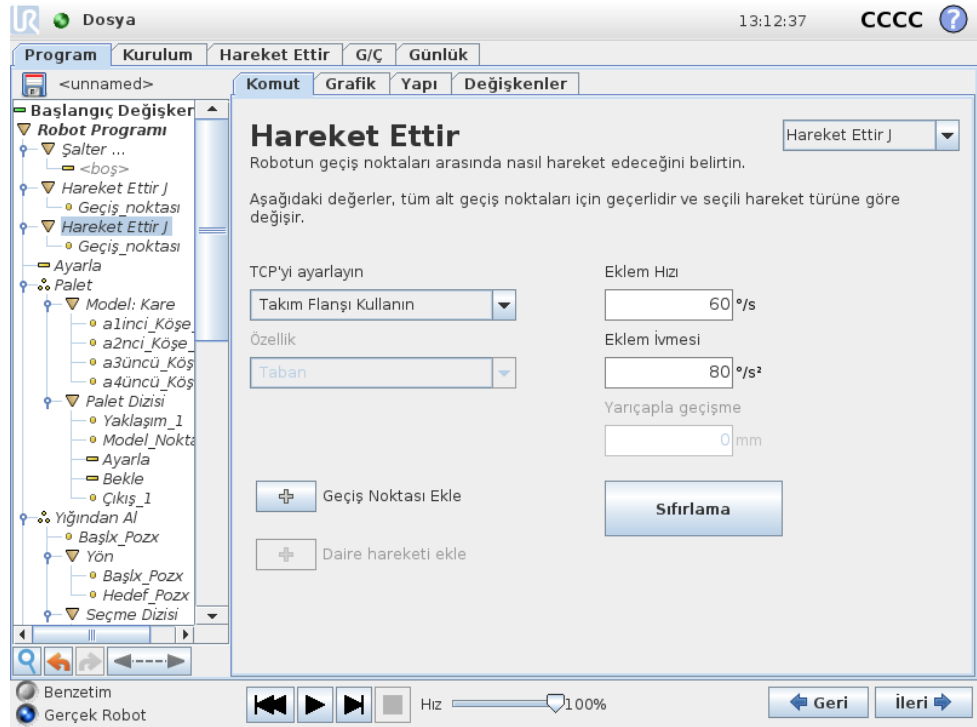 UR Dosya 13:12:37 CCCC ?
Program Kurulum Hareket Ettir G/Ç Günlük
<unnamed> Komut Grafik Yapı Değişkenler
Başlangıç Değişker
Robot Programı
Şalter ...
<boş>
Hareket Ettir J
Geçiş_noktası
Hareket Ettir J
Geçiş_noktası
Ayarla
Palet
Model: Kare
a1inci_Köşe_
a2nci_Köşe_
a3üncü_Köş
a4üncü_Köş
Palet Dizisi
Yaklaşım_1
Model_Nokta
Ayarla
Bekle
Çıkış_1
Yığından Al
Başlx_Pozx
Yön
Başlx_Pozx
Hedef_Pozx
Seçme Dizisi
Hareket Ettir
Hareket Ettir J
Robotun geçiş noktaları arasında nasıl hareket edeceğini belirtin.
Aşağıdaki değerler, tüm alt geçiş noktaları için geçerlidir ve seçili hareket türüne göre
değişir.
TCP'yi ayarlayın
Takım Flanşı Kullanın
Özellik
Taban
Eklem Hızı
60 °/s
Eklem İvmesi
80 °/s²
Yarıçapla geçişme
0 mm
Geçiş Noktası Ekle
Sıfırlama
Daire hareketi ekle
Benzetim
Gerçek Robot
Hız 100%
Geri İleri